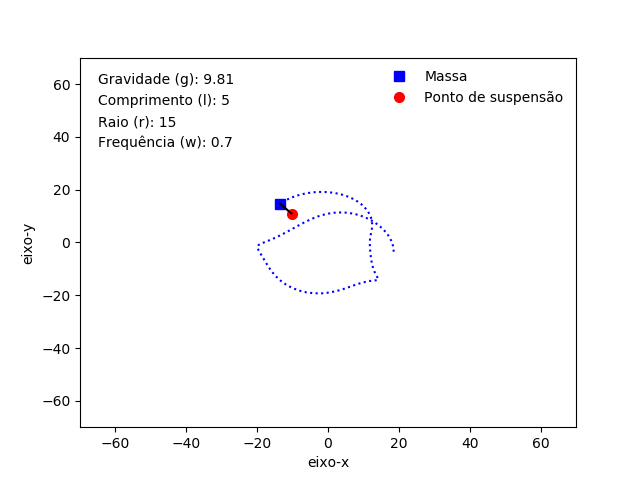 Gravidade (g): 9.81
Comprimento (l): 5
Raio (r): 15
Frequência (w): 0.7
Massa
Ponto de suspensão
60
40
20
0
−20
−40
−60
eixo-y
−60
−40
−20
0
20
40
60
eixo-x